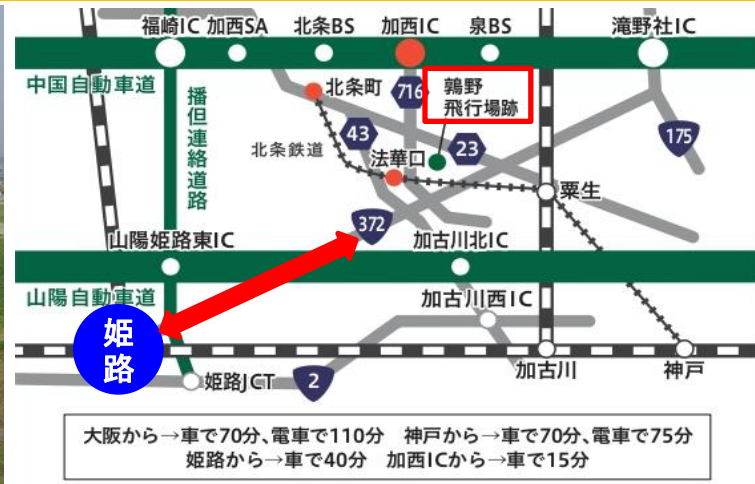 福崎IC 加西SA 北条BS 加西IC 泉BS 滝野社IC
中国自動車道
播但連絡道路
北条町
716
鶉野
飛行場跡
43
23
175
北条鉄道
法華口
粟生
372
山陽姫路東IC
加古川北IC
山陽自動車道
加古川西IC
姫路
加古川
神戸
姫路JCT
2
大阪から→車で70分、電車で110分 神戸から→車で70分、電車で75分
姫路から→車で40分 加西ICから→車で15分